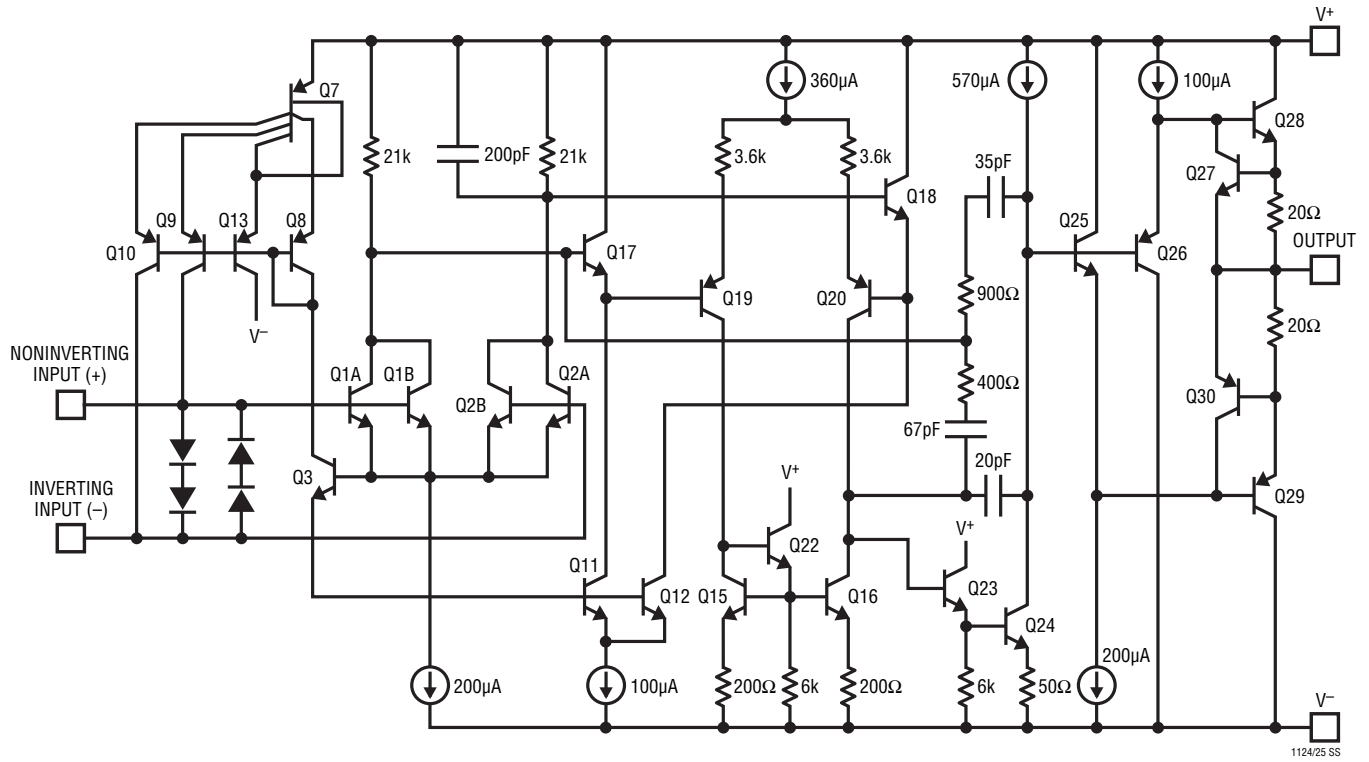 V+
Q7
360µA
570µA
100µA
Q28
21k
200pF
21k
3.6k
3.6k
35pF
Q27
Q18
20Ω
Q9
Q13
Q8
Q10
Q17
Q25
Q26
OUTPUT
Q19
Q20
900Ω
20Ω
V–
NONINVERTING
INPUT (+)
Q1A
Q1B
Q2B
Q2A
400Ω
Q30
67pF
20pF
Q3
V+
INVERTING
INPUT (–)
Q29
V+
Q22
Q11
Q12
Q15
Q16
Q23
Q24
200µA
200µA
100µA
200Ω
6k
200Ω
6k
50Ω
V–
1124/25 SS